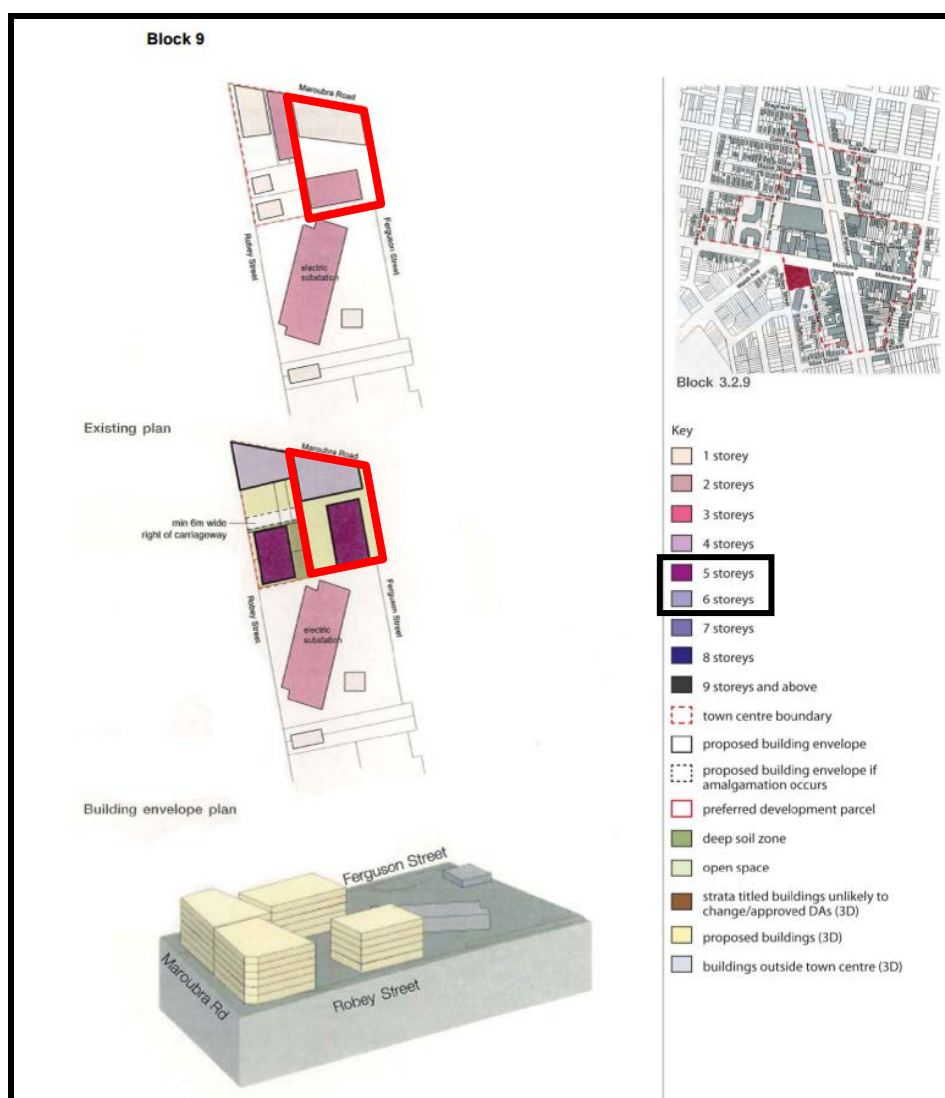 Block 9
Maroubra Road
Robey Street
Ferguson Street
electric
substation
Existing plan
Maroubra Road
min 6m wide
right of carriageway
Robey Street
Ferguson Street
electric
substation
Building envelope plan
Ferguson Street
Maroubra Rd
Robey Street
Maroubra Road
Maroubra
Junction
Block 3.2.9
Key
1 storey
2 storeys
3 storeys
4 storeys
5 storeys
6 storeys
7 storeys
8 storeys
9 storeys and above
town centre boundary
proposed building envelope
proposed building envelope if
amalgamation occurs
preferred development parcel
deep soil zone
open space
strata titled buildings unlikely to
change/approved DAs (3D)
proposed buildings (3D)
buildings outside town centre (3D)